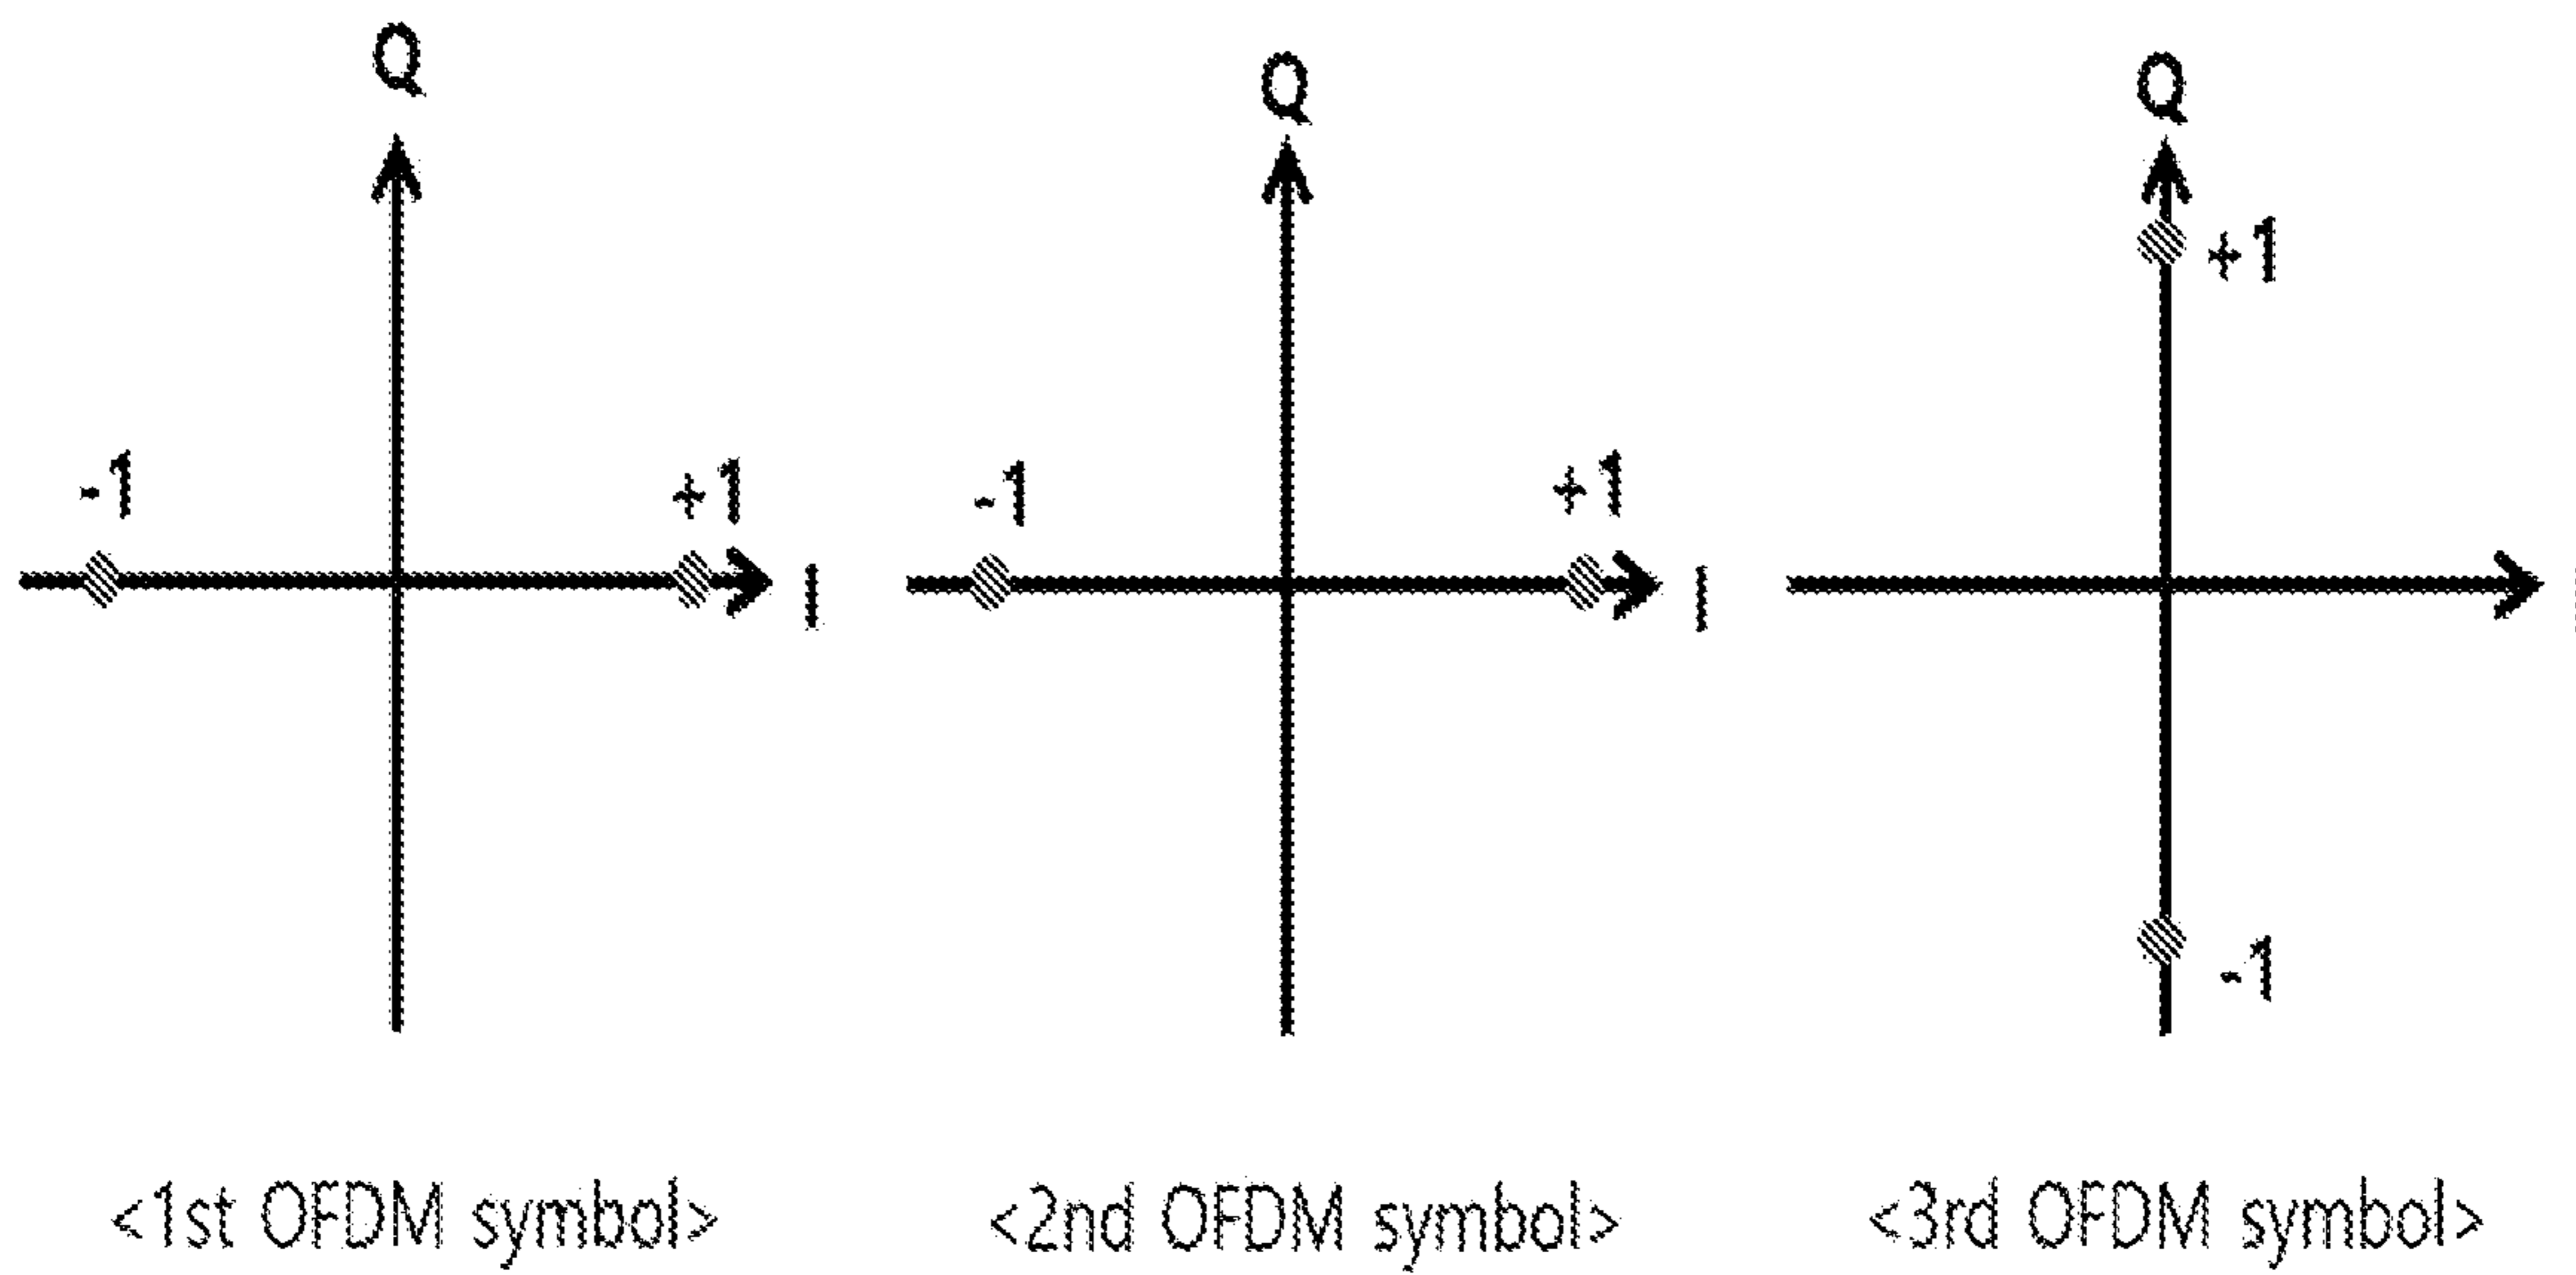 Q
Q
Q
+1
-1
+1
-1
+1
I
I
-1
<1st OFDM symbol>
<2nd OFDM symbol>
<3rd OFDM symbol>